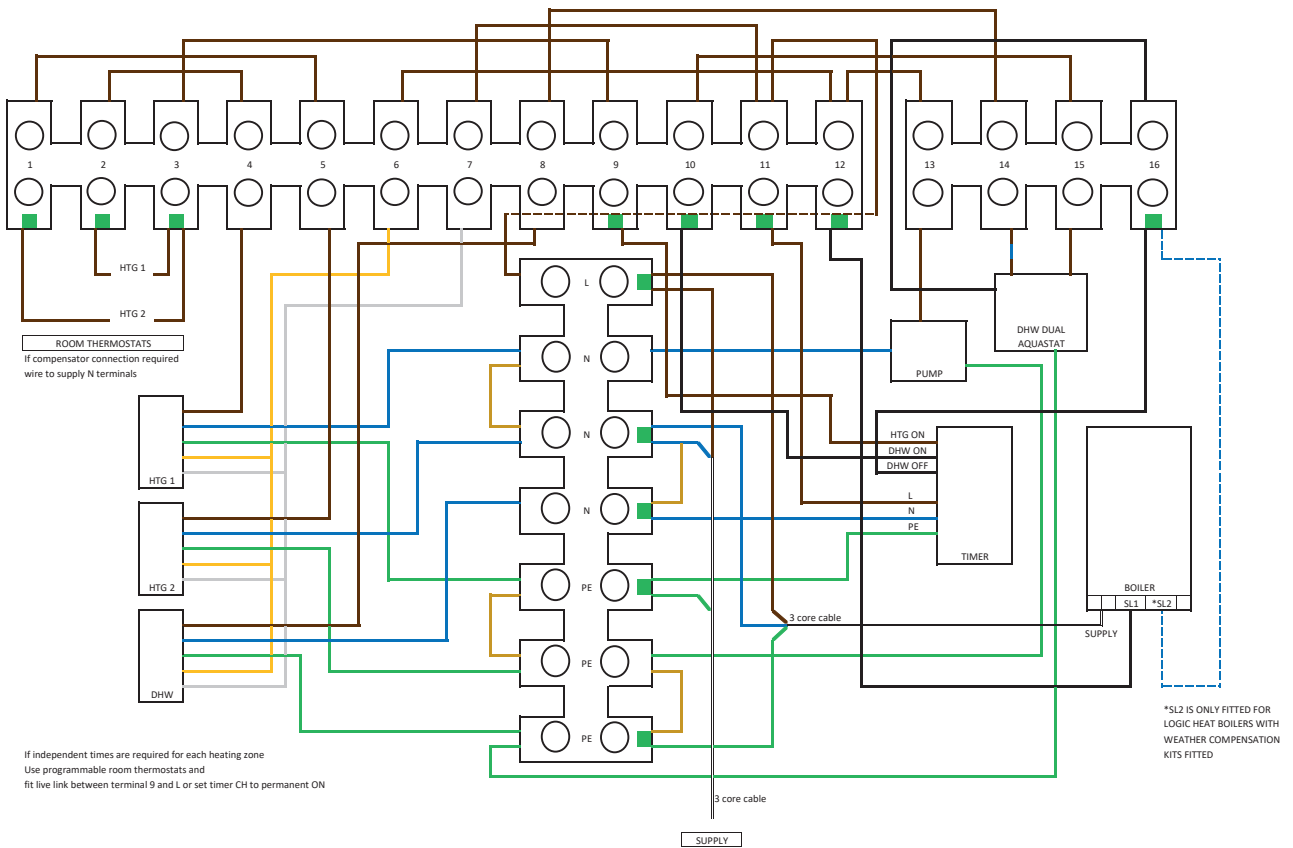 1 2 3 4 5 6 7 8 9 10 11 12 13 14 15 16
HTG 1
HTG 2
ROOM THERMOSTATS
If compensator connection required
wire to supply N terminals
L
N
N
N
PE
PE
PE
HTG 1
HTG 2
DHW
PUMP
DHW DUAL
AQUASTAT
HTG ON
DHW ON
DHW OFF
L
N
PE
TIMER
BOILER
SL1 *SL2
SUPPLY
3 core cable
*SL2 IS ONLY FITTED FOR
LOGIC HEAT BOILERS WITH
WEATHER COMPENSATION
KITS FITTED
If independent times are required for each heating zone
Use programmable room thermostats and
fit live link between terminal 9 and L or set timer CH to permanent ON
3 core cable
SUPPLY